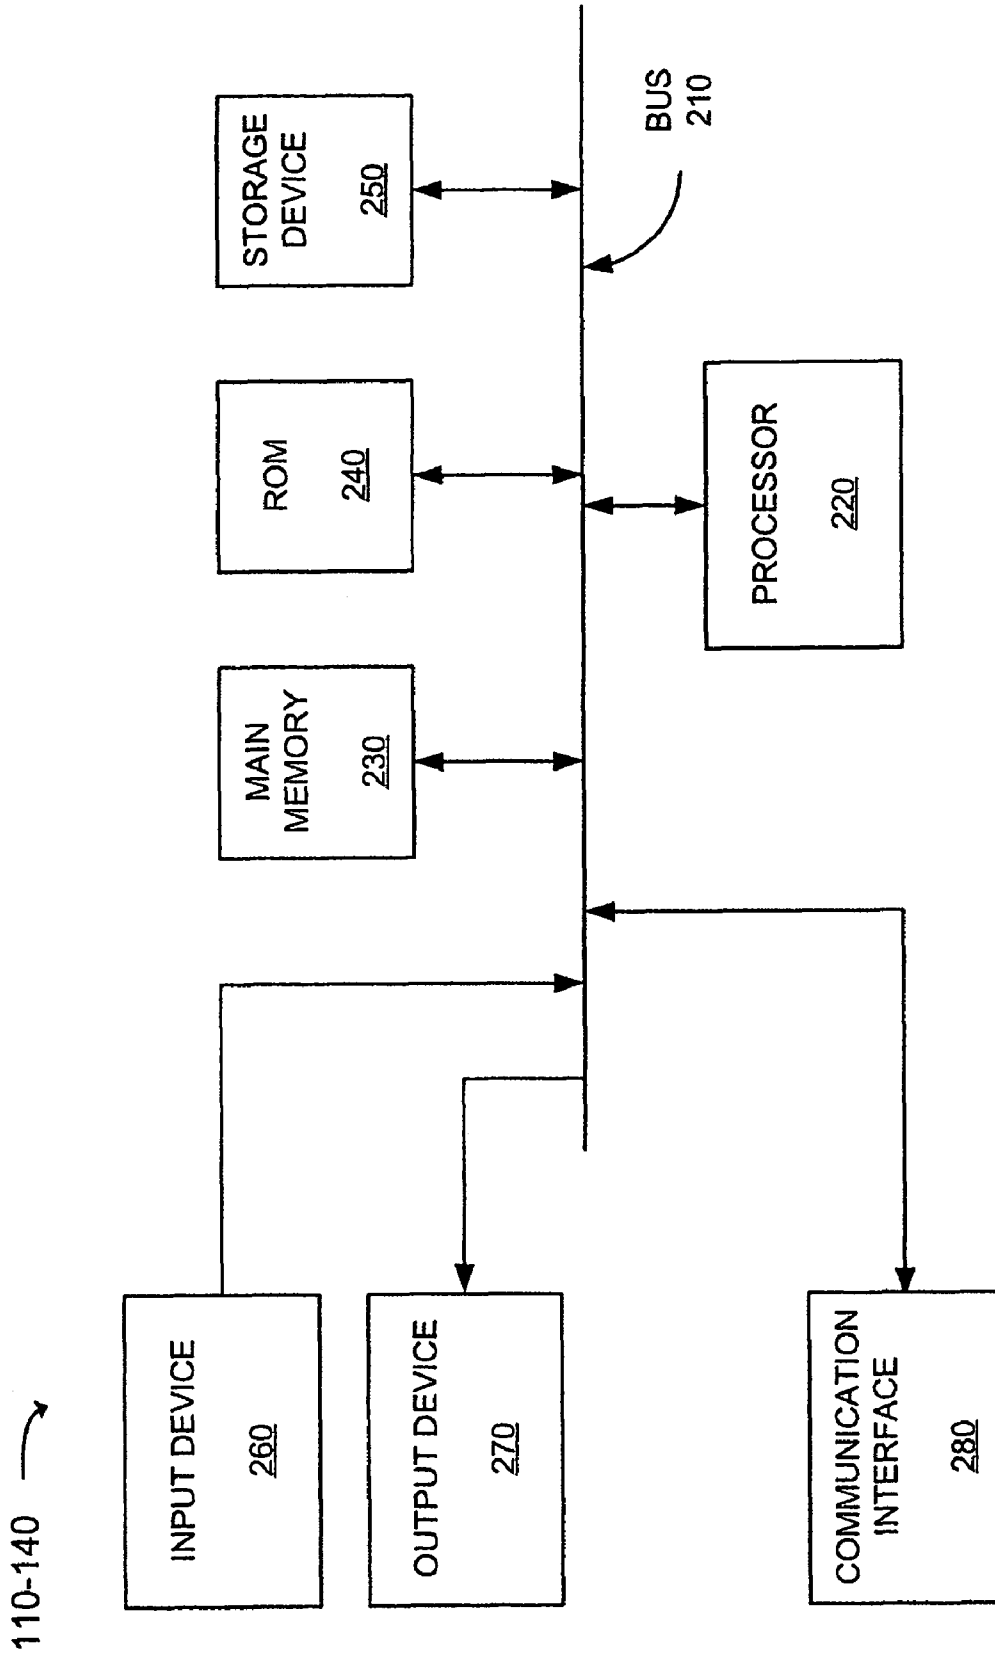 110-140
INPUT DEVICE
260
OUTPUT DEVICE
270
COMMUNICATION
INTERFACE
280
MAIN
MEMORY
230
ROM
240
STORAGE
DEVICE
250
PROCESSOR
220
BUS
210